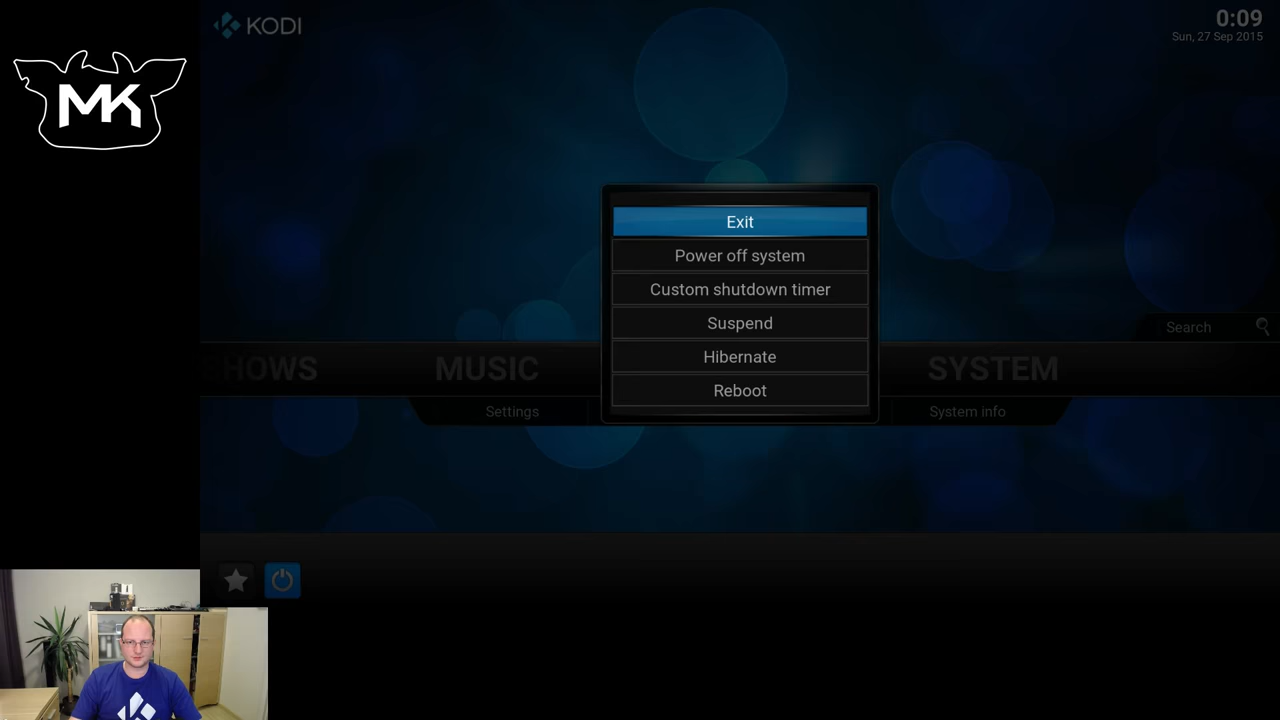 KODI
0:09
Sun, 27 Sep 2015
MK
Exit
Power off system
Custom shutdown timer
Suspend
Hibernate
Reboot
Search
HOWS
MUSIC
SYSTEM
Settings
System info